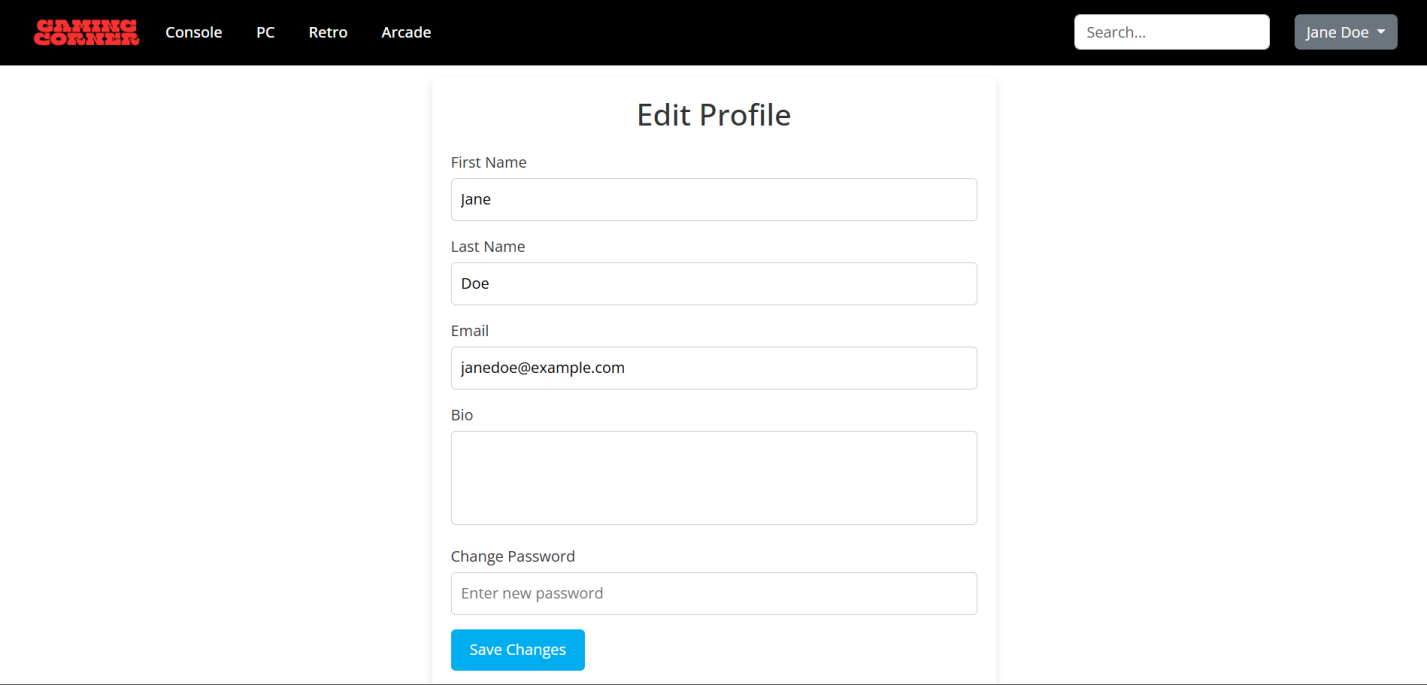 GAMING
CORNER
Console PC Retro Arcade Search... Jane Doe
Edit Profile
First Name
Jane
Last Name
Doe
Email
janedoe@example.com
Bio
Change Password
Enter new password
Save Changes